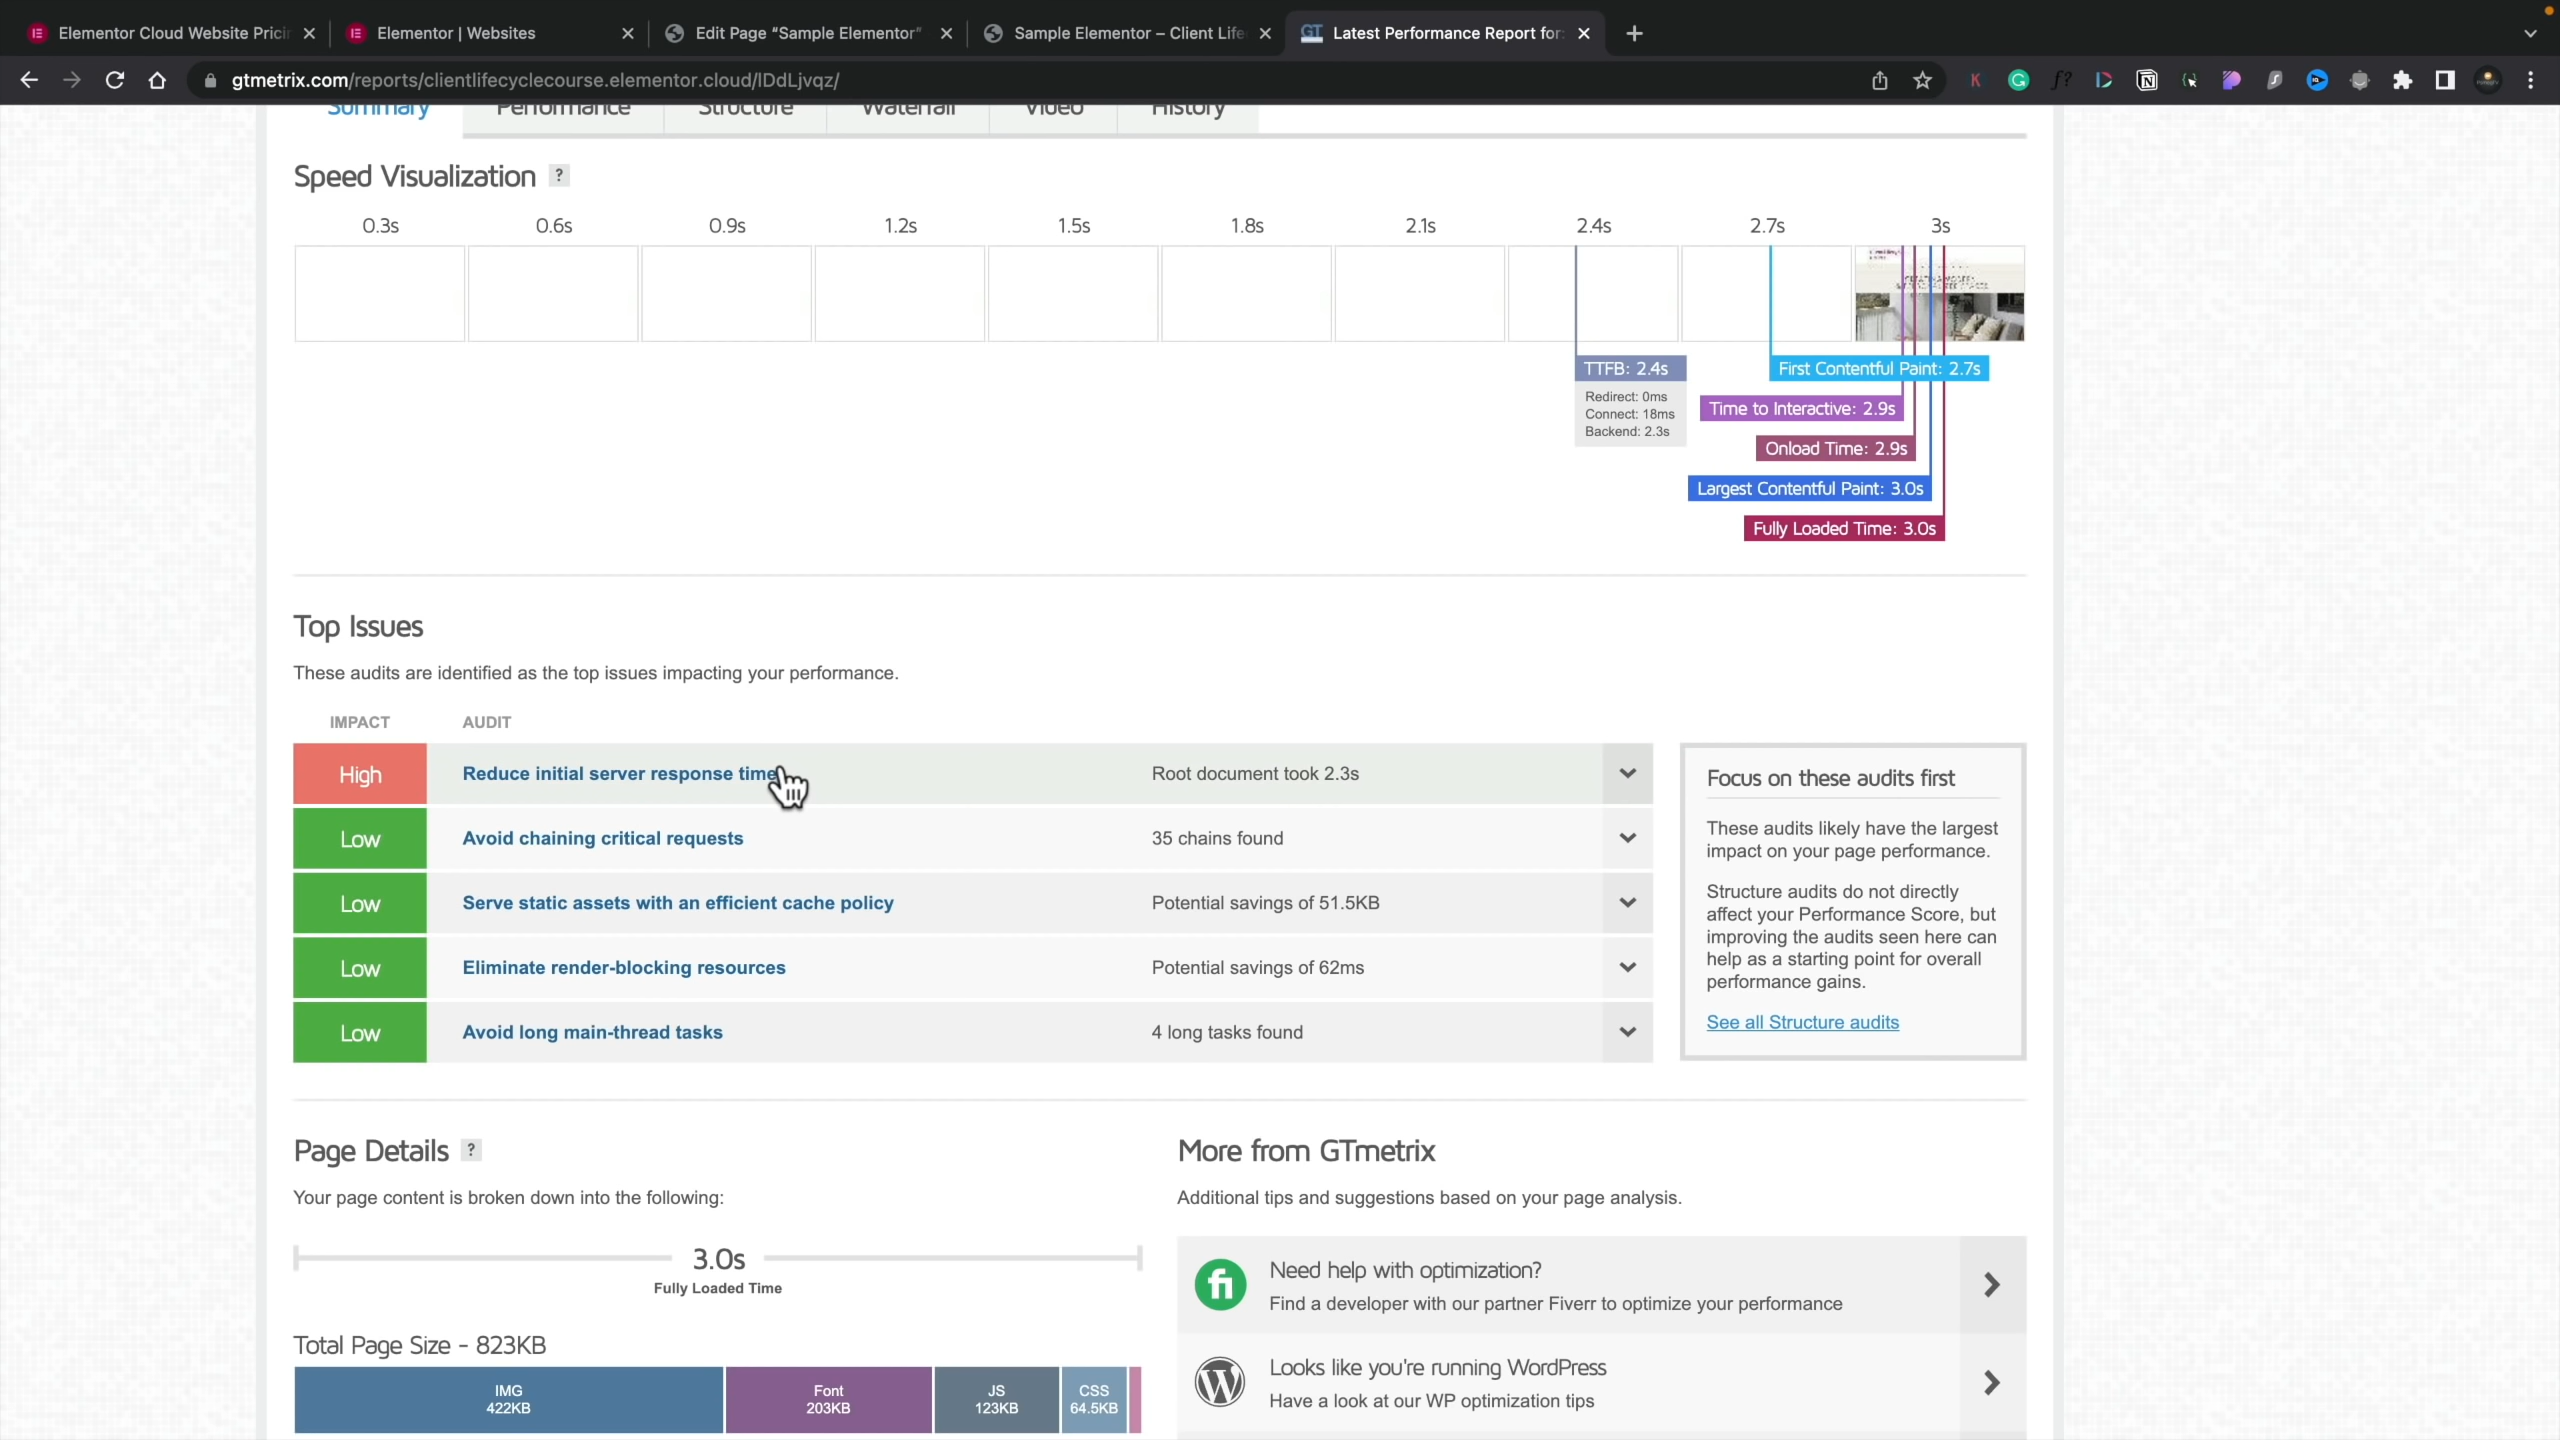 Elementor Cloud Website Prici
Elementor | Websites
Edit Page “Sample Elementor”
Sample Elementor – Client Life
GT Latest Performance Report for:
gtmetrix.com/reports/clientlifecyclecourse.elementor.cloud/lDdLjvqz/
Summary Performance Structure Waterfall Video History
Speed Visualization ?
0.3s 0.6s 0.9s 1.2s 1.5s 1.8s 2.1s 2.4s 2.7s 3s
TTFB: 2.4s
Redirect: 0ms
Connect: 18ms
Backend: 2.3s
First Contentful Paint: 2.7s
Time to Interactive: 2.9s
Onload Time: 2.9s
Largest Contentful Paint: 3.0s
Fully Loaded Time: 3.0s
Top Issues
These audits are identified as the top issues impacting your performance.
IMPACT AUDIT
High Reduce initial server response time Root document took 2.3s
Low Avoid chaining critical requests 35 chains found
Low Serve static assets with an efficient cache policy Potential savings of 51.5KB
Low Eliminate render-blocking resources Potential savings of 62ms
Low Avoid long main-thread tasks 4 long tasks found
Focus on these audits first
These audits likely have the largest
impact on your page performance.
Structure audits do not directly
affect your Performance Score, but
improving the audits seen here can
help as a starting point for overall
performance gains.
See all Structure audits
Page Details ?
Your page content is broken down into the following:
3.0s
Fully Loaded Time
Total Page Size - 823KB
IMG
422KB
Font
203KB
JS
123KB
CSS
64.5KB
More from GTmetrix
Additional tips and suggestions based on your page analysis.
fi
Need help with optimization?
Find a developer with our partner Fiverr to optimize your performance
Looks like you're running WordPress
Have a look at our WP optimization tips